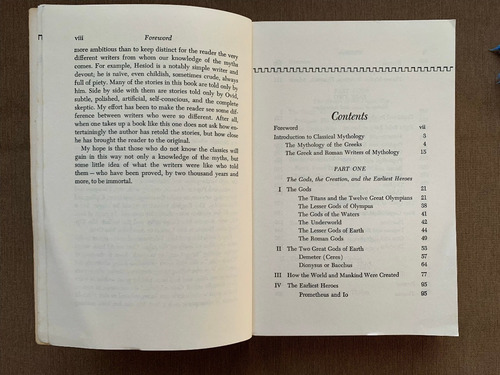 viii Foreword
more ambitious than to keep distinct for the reader the very
different writers from whom our knowledge of the myths
comes. For example, Hesiod is a notably simple writer and
devout; he is naïve, even childish, sometimes crude, always
full of piety. Many of the stories in this book are told only by
him. Side by side with them are stories told only by Ovid,
subtle, polished, artificial, self-conscious, and the complete
skeptic. My effort has been to make the reader see some dif-
ference between writers who were so different. After all,
when one takes up a book like this one does not ask how en-
tertainingly the author has retold the stories, but how close
he has brought the reader to the original.
My hope is that those who do not know the classics will
gain in this way not only a knowledge of the myths, but
some little idea of what the writers were like who told
them – who have been proved, by two thousand years and
more, to be immortal.
Contents
Foreword vii
Introduction to Classical Mythology 3
The Mythology of the Greeks 4
The Greek and Roman Writers of Mythology 15
PART ONE
The Gods, the Creation, and the Earliest Heroes
I The Gods 21
The Titans and the Twelve Great Olympians 21
The Lesser Gods of Olympus 38
The Gods of the Waters 41
The Underworld 42
The Lesser Gods of Earth 44
The Roman Gods 49
II The Two Great Gods of Earth 53
Demeter (Ceres) 57
Dionysus or Bacchus 64
III How the World and Mankind Were Created 77
IV The Earliest Heroes 95
Prometheus and Io 95